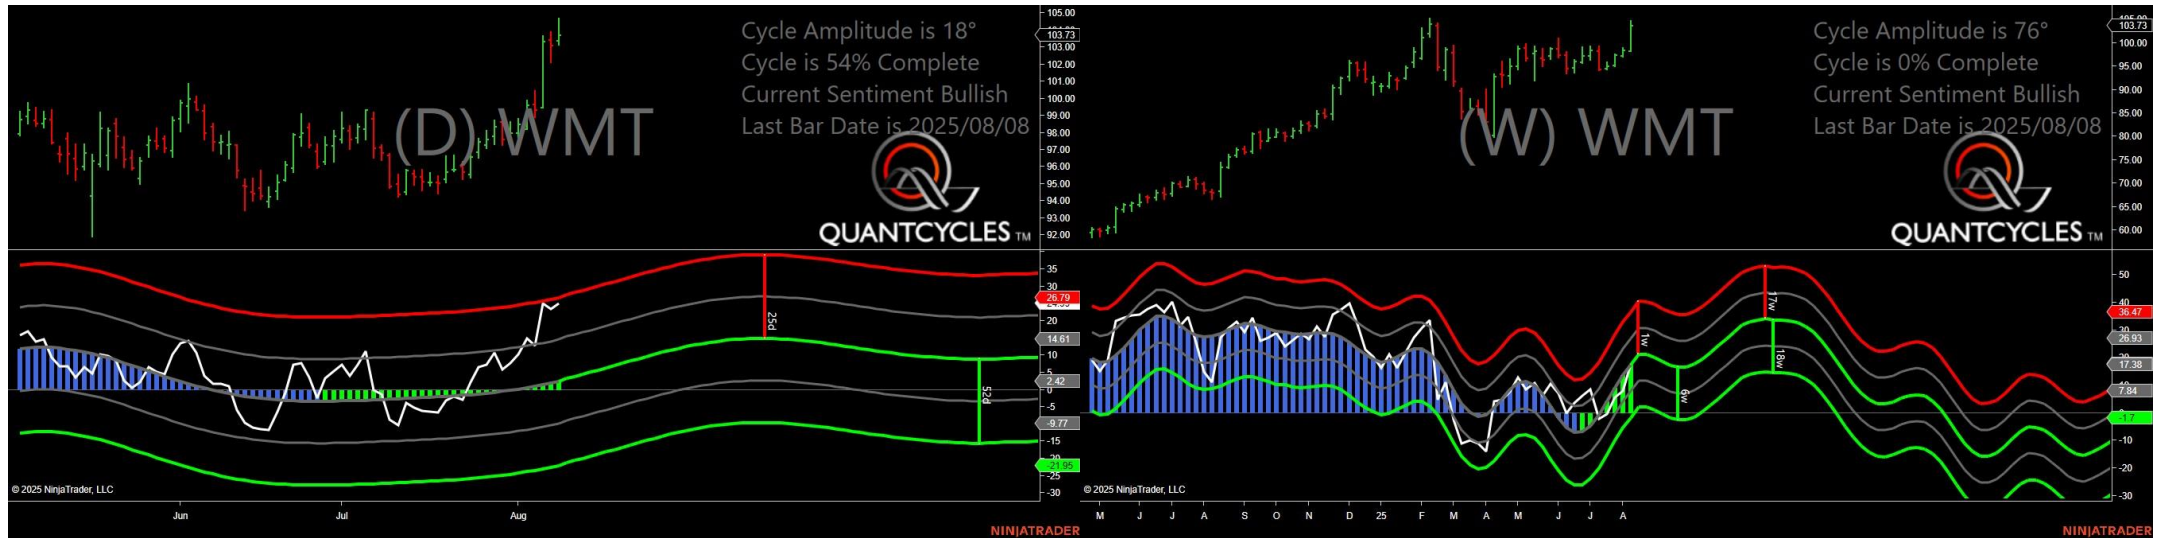 Cycle Amplitude is 18°
Cycle is 54% Complete
Current Sentiment Bullish
Last Bar Date is 2025/08/08
(D) WMT
QUANTCYCLES TM
105.00
103.73
103.00
102.00
101.00
100.00
99.00
98.00
97.00
96.00
95.00
94.00
93.00
92.00
35
30
26.79
20
14.61
10
5
2.42
-5
-9.77
-15
-21.95
-25
-30
25d
52d
© 2025 NinjaTrader, LLC
Jun
Jul
Aug
NINJATRADER
Cycle Amplitude is 76°
Cycle is 0% Complete
Current Sentiment Bullish
Last Bar Date is 2025/08/08
(W) WMT
QUANTCYCLES TM
103.73
100.00
95.00
90.00
85.00
80.00
75.00
70.00
65.00
60.00
50
40
36.47
26.93
17.38
7.84
-1.7
-10
-20
-30
1w
6w
17w
18w
© 2025 NinjaTrader, LLC
M J J A S O N D 25 F M A M J J A
NINJATRADER